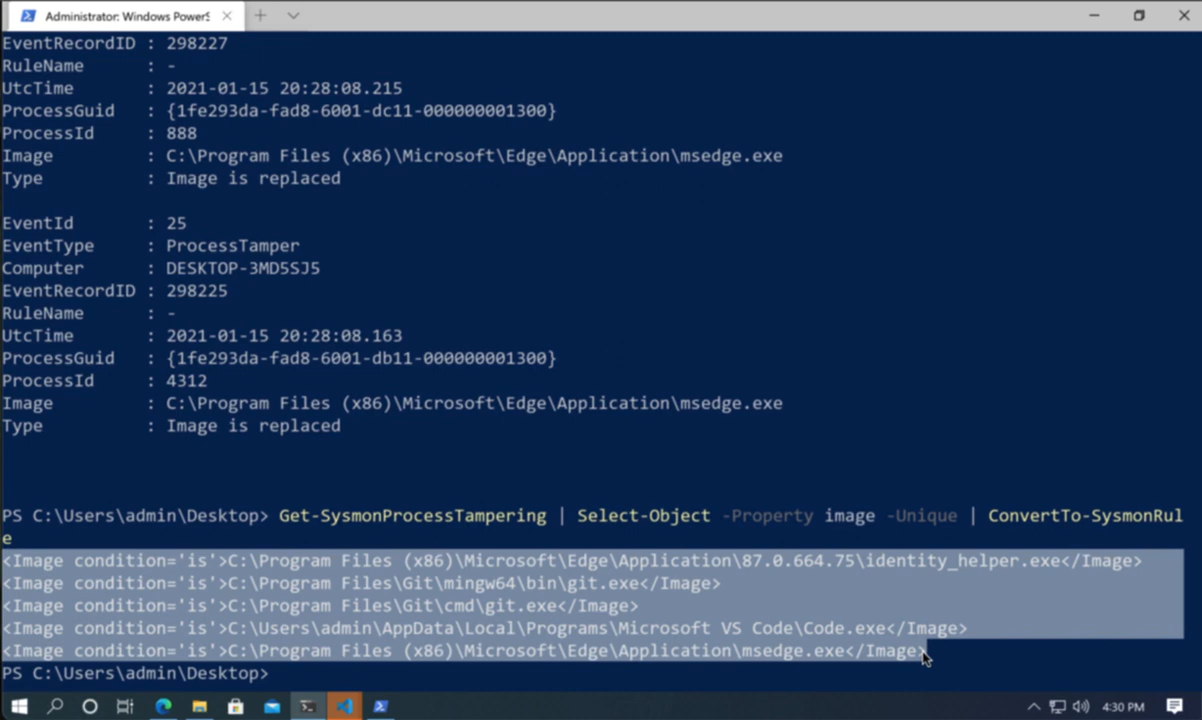 Administrator: Windows PowerS
EventRecordID : 298227
RuleName : -
UtcTime : 2021-01-15 20:28:08.215
ProcessGuid : {1fe293da-fad8-6001-dc11-000000001300}
ProcessId : 888
Image : C:\Program Files (x86)\Microsoft\Edge\Application\msedge.exe
Type : Image is replaced
EventId : 25
EventType : ProcessTamper
Computer : DESKTOP-3MD5SJ5
EventRecordID : 298225
RuleName : -
UtcTime : 2021-01-15 20:28:08.163
ProcessGuid : {1fe293da-fad8-6001-db11-000000001300}
ProcessId : 4312
Image : C:\Program Files (x86)\Microsoft\Edge\Application\msedge.exe
Type : Image is replaced
PS C:\Users\admin\Desktop> Get-SysmonProcessTampering | Select-Object -Property image -Unique | ConvertTo-SysmonRul
e
<Image condition='is'>C:\Program Files (x86)\Microsoft\Edge\Application\87.0.664.75\identity_helper.exe</Image>
<Image condition='is'>C:\Program Files\Git\mingw64\bin\git.exe</Image>
<Image condition='is'>C:\Program Files\Git\cmd\git.exe</Image>
<Image condition='is'>C:\Users\admin\AppData\Local\Programs\Microsoft VS Code\Code.exe</Image>
<Image condition='is'>C:\Program Files (x86)\Microsoft\Edge\Application\msedge.exe</Image>
PS C:\Users\admin\Desktop>
4:30 PM